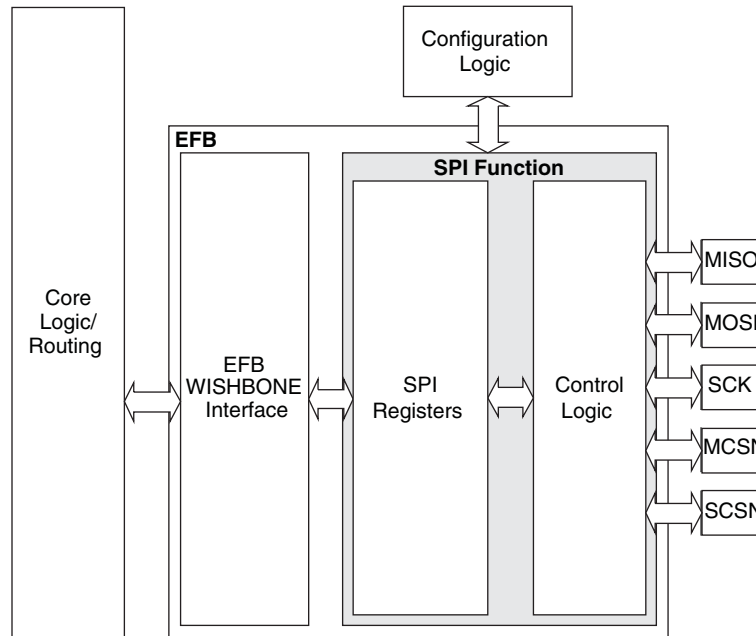 Configuration
Logic
EFB
SPI Function
Core
Logic/
Routing
EFB
WISHBONE
Interface
SPI
Registers
Control
Logic
MISO
MOSI
SCK
MCSN
SCSN